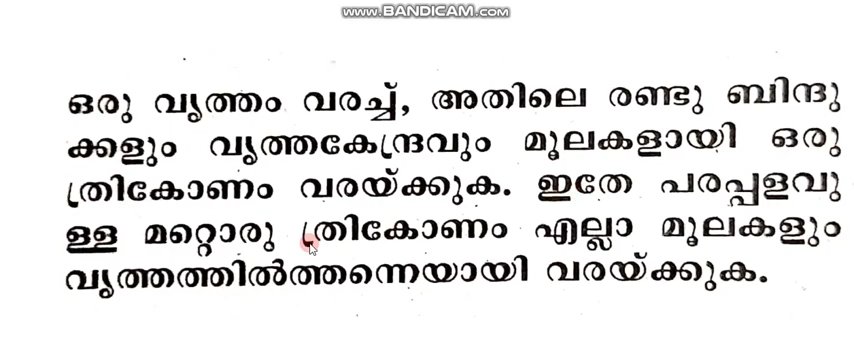 www.BANDICAM.com
ഒരു വൃത്തം വരച്ച്, അതിലെ രണ്ടു ബിന്ദു
ക്കളും വൃത്തകേന്ദ്രവും മൂലകളായി ഒരു
ത്രികോണം വരയ്ക്കുക. ഇതേ പരപ്പളവു
ള്ള മറ്റൊരു ത്രികോണം എല്ലാ മൂലകളും
വൃത്തത്തിൽത്തന്നെയായി വരയ്ക്കുക.